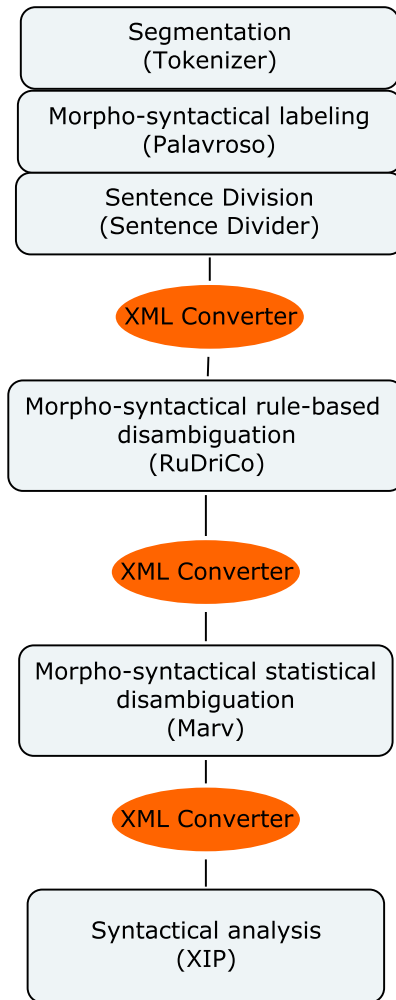 Segmentation
(Tokenizer)
Morpho-syntactical labeling
(Palavroso)
Sentence Division
(Sentence Divider)
XML Converter
Morpho-syntactical rule-based
disambiguation
(RuDriCo)
XML Converter
Morpho-syntactical statistical
disambiguation
(Marv)
XML Converter
Syntactical analysis
(XIP)